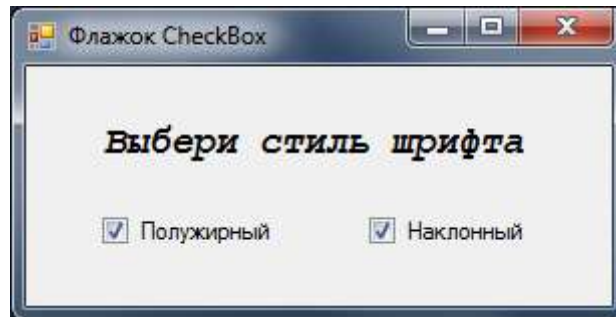 Флажок CheckBox
Выбери стиль шрифта
Полужирный Наклонный